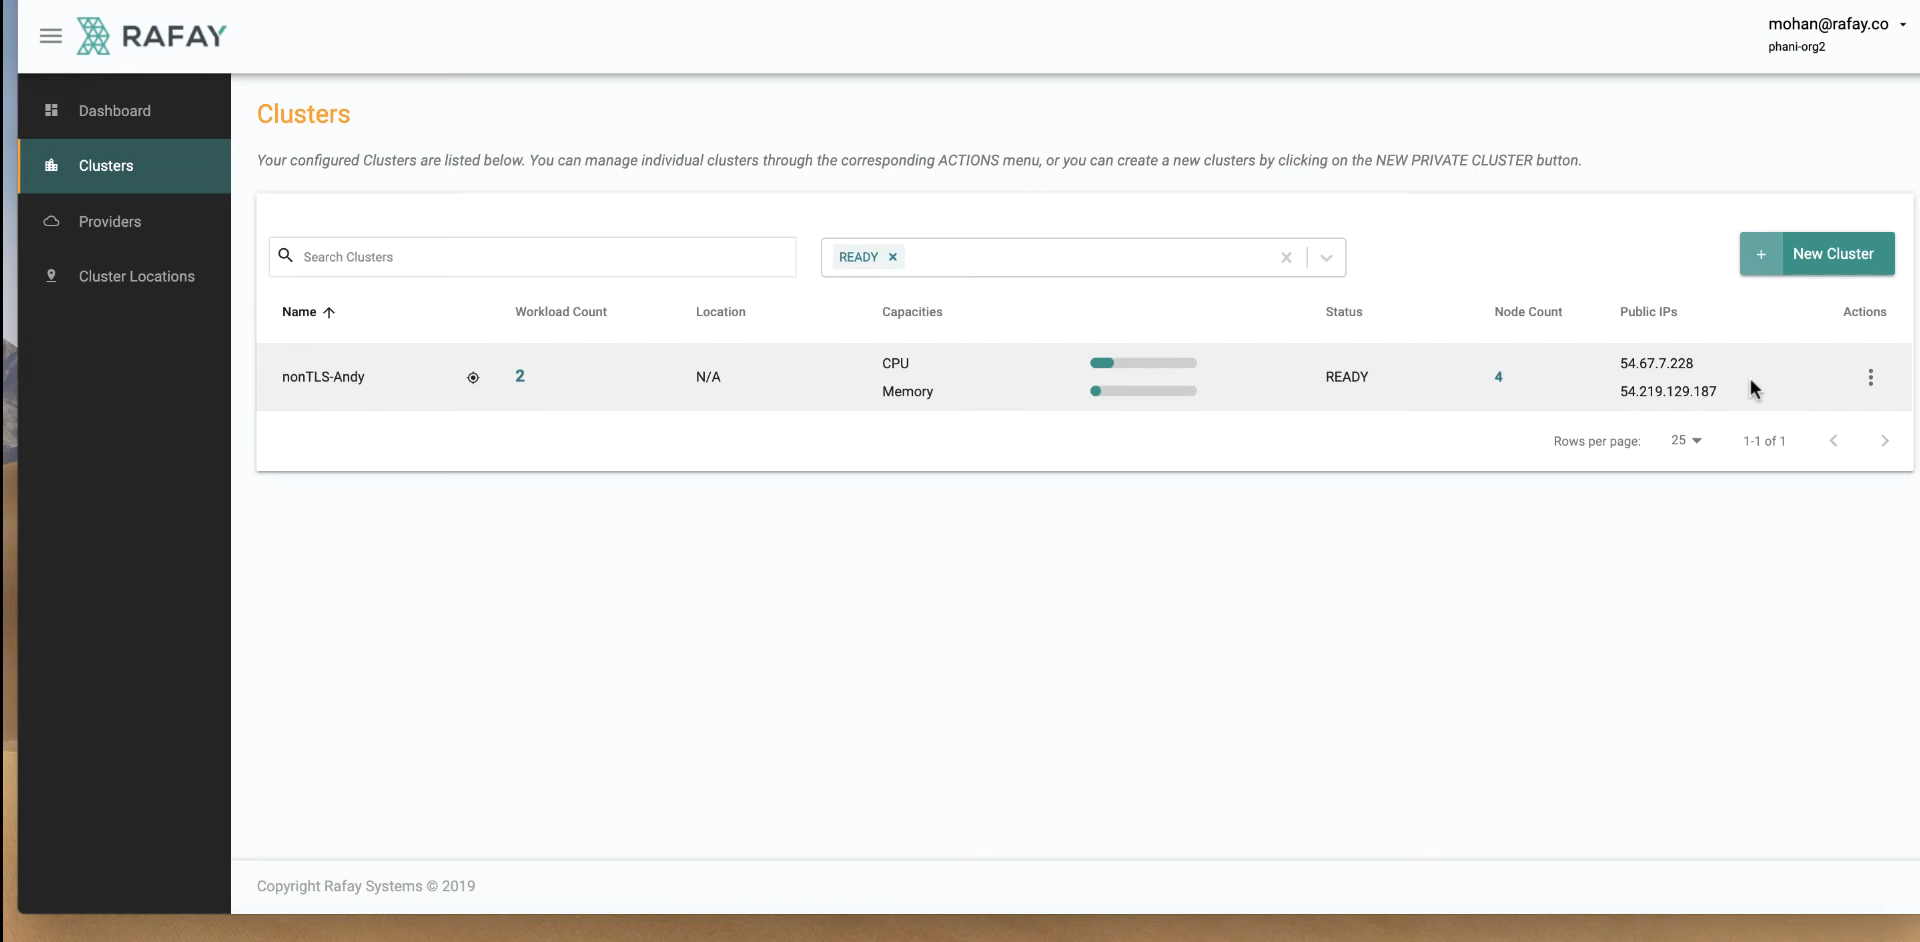 RAFAY
mohan@rafay.co
phani-org2
Dashboard
Clusters
Providers
Cluster Locations
Clusters
Your configured Clusters are listed below. You can manage individual clusters through the corresponding ACTIONS menu, or you can create a new clusters by clicking on the NEW PRIVATE CLUSTER button.
Search Clusters
READY ×
X
+ New Cluster
Name Workload Count Location Capacities Status Node Count Public IPs Actions
nonTLS-Andy 2 N/A CPU READY 4 54.67.7.228
Memory 54.219.129.187
Rows per page: 25 1-1 of 1
Copyright Rafay Systems © 2019